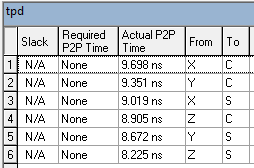 tpd
Slack Required P2P Time Actual P2P Time From To
1 N/A None 9.698 ns X C
2 N/A None 9.351 ns Y C
3 N/A None 9.019 ns X S
4 N/A None 8.905 ns Z C
5 N/A None 8.672 ns Y S
6 N/A None 8.225 ns Z S